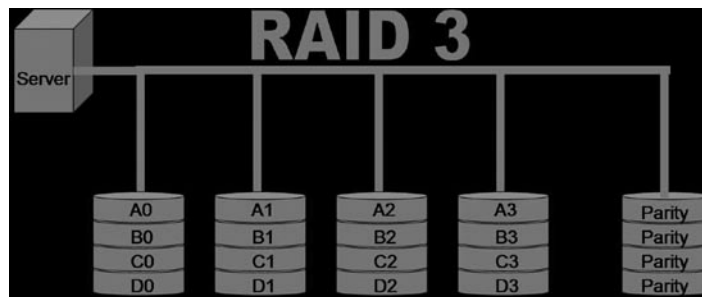 RAID 3
Server
A0 A1 A2 A3 Parity
B0 B1 B2 B3 Parity
C0 C1 C2 C3 Parity
D0 D1 D2 D3 Parity